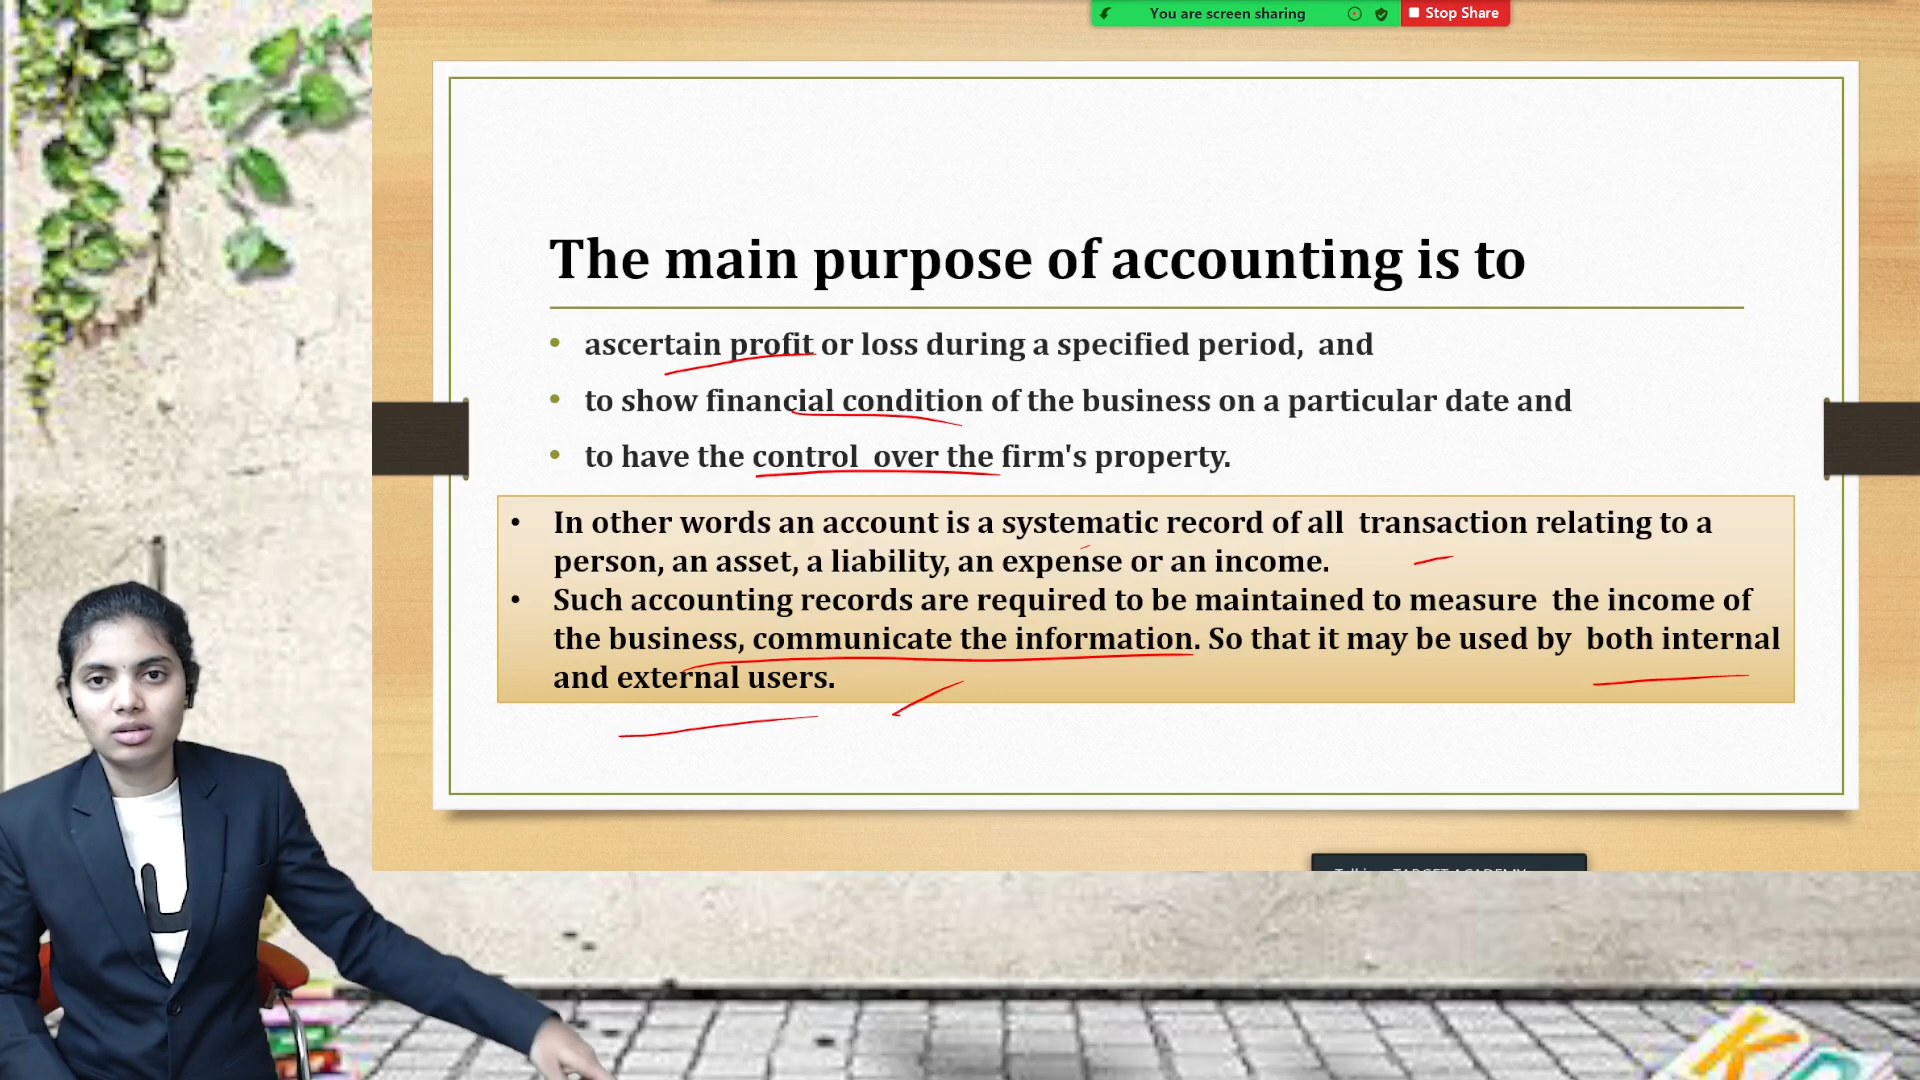 You are screen sharing
Stop Share
The main purpose of accounting is to
• ascertain profit or loss during a specified period, and
• to show financial condition of the business on a particular date and
• to have the control over the firm's property.
• In other words an account is a systematic record of all transaction relating to a
person, an asset, a liability, an expense or an income.
• Such accounting records are required to be maintained to measure the income of
the business, communicate the information. So that it may be used by both internal
and external users.